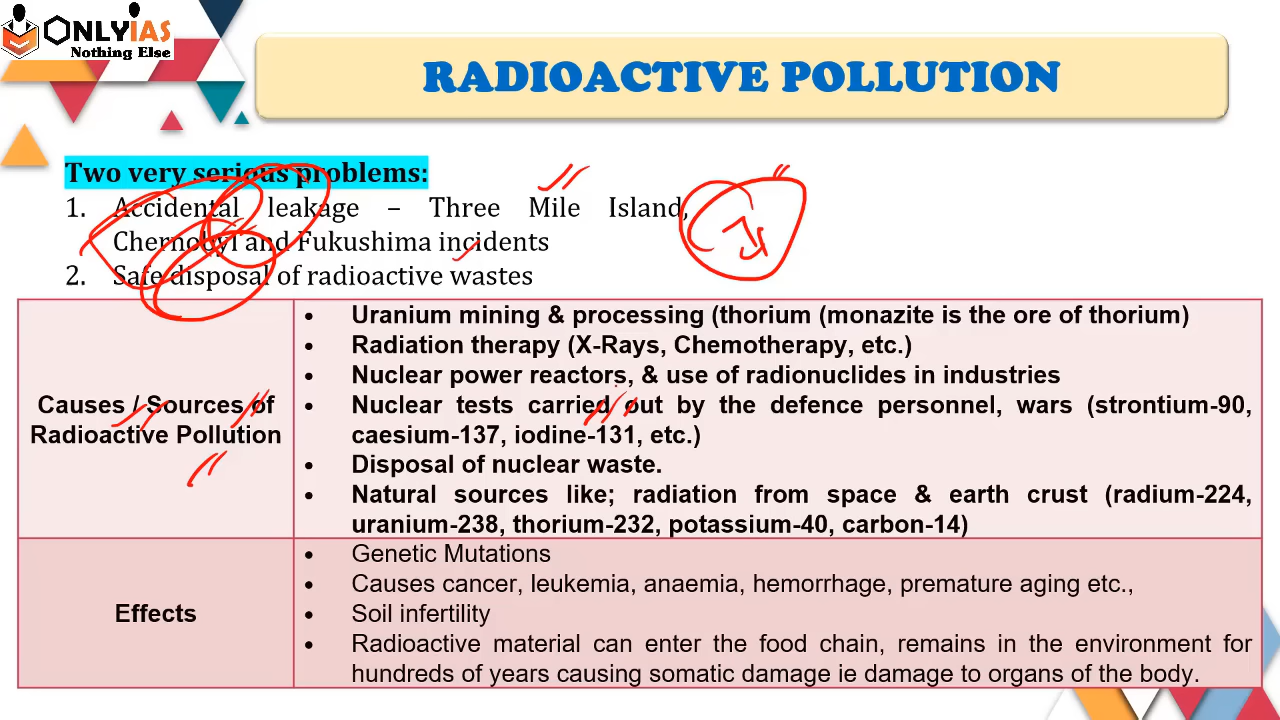 ONLYIAS
Nothing Else
RADIOACTIVE POLLUTION
Two very serious problems:
1. Accidental leakage – Three Mile Island,
Chernobyl and Fukushima incidents
2. Safe disposal of radioactive wastes
Causes / Sources of
Radioactive Pollution
• Uranium mining & processing (thorium (monazite is the ore of thorium)
• Radiation therapy (X-Rays, Chemotherapy, etc.)
• Nuclear power reactors, & use of radionuclides in industries
• Nuclear tests carried out by the defence personnel, wars (strontium-90,
caesium-137, iodine-131, etc.)
• Disposal of nuclear waste.
• Natural sources like; radiation from space & earth crust (radium-224,
uranium-238, thorium-232, potassium-40, carbon-14)
Effects
• Genetic Mutations
• Causes cancer, leukemia, anaemia, hemorrhage, premature aging etc.,
• Soil infertility
• Radioactive material can enter the food chain, remains in the environment for
hundreds of years causing somatic damage ie damage to organs of the body.